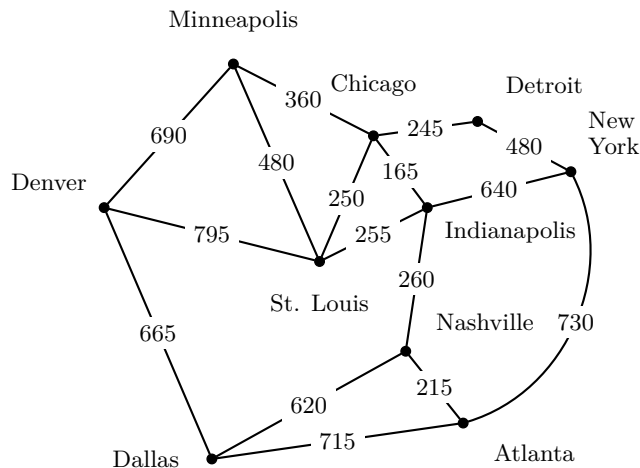 Minneapolis
Chicago
Detroit
360
New
York
245
690
480
480
165
Denver
640
250
795
255
Indianapolis
260
St. Louis
Nashville
730
665
215
620
715
Dallas
Atlanta